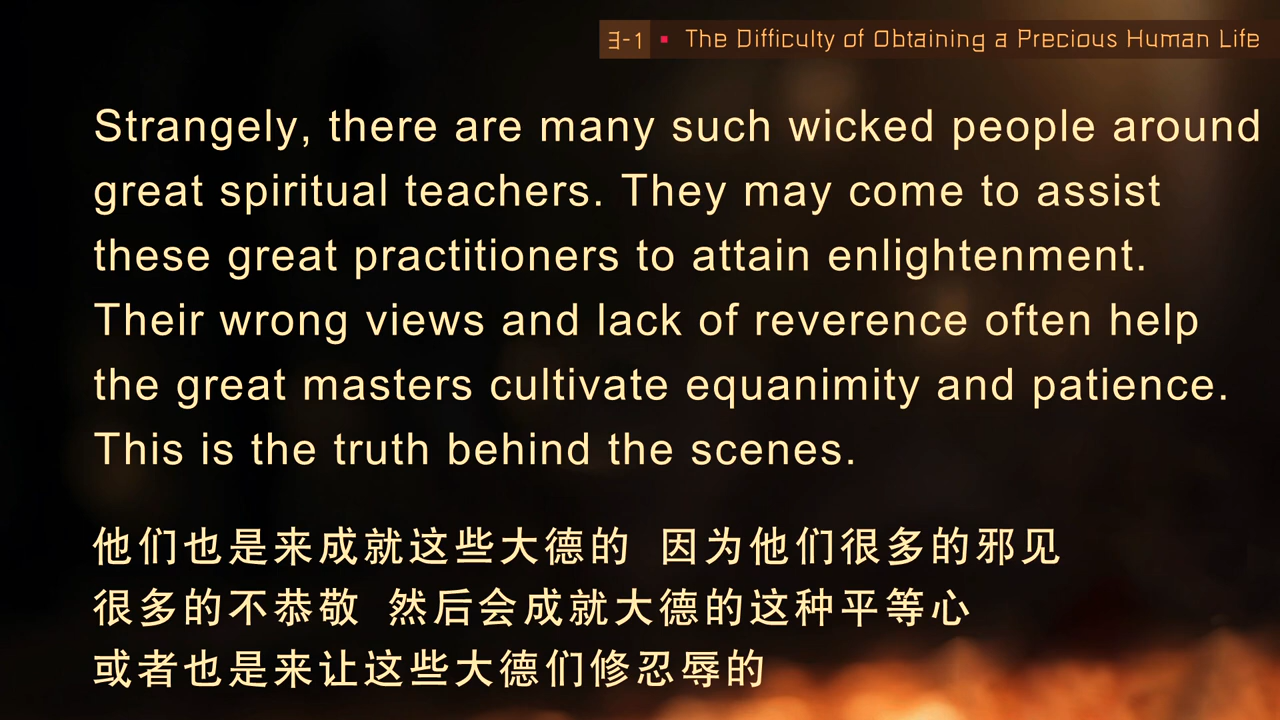 3-1 ▪ The Difficulty of Obtaining a Precious Human Life
Strangely, there are many such wicked people around
great spiritual teachers. They may come to assist
these great practitioners to attain enlightenment.
Their wrong views and lack of reverence often help
the great masters cultivate equanimity and patience.
This is the truth behind the scenes.
他们也是来成就这些大德的 因为他们很多的邪见
很多的不恭敬 然后会成就大德的这种平等心
或者也是来让这些大德们修忍辱的